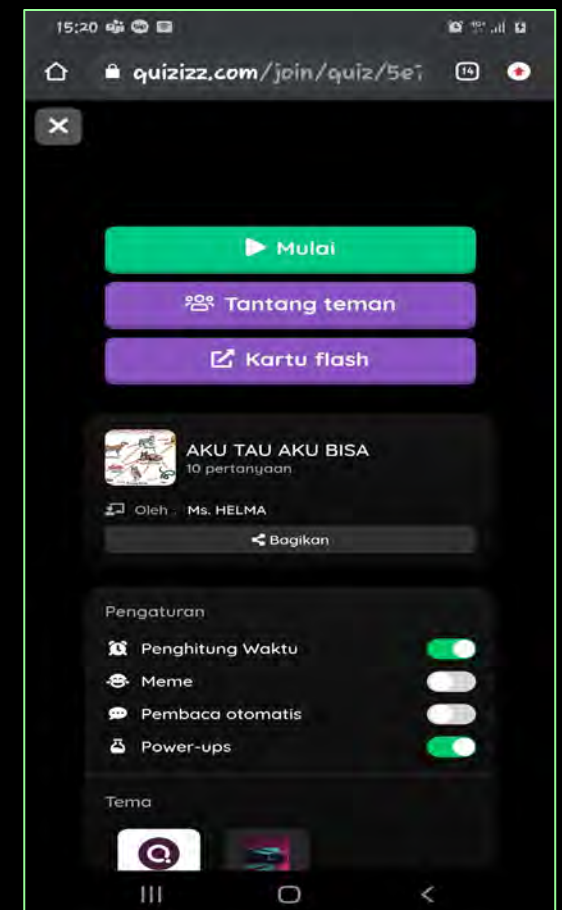 15:20
quizizz.com/join/quiz/5e
14
Mulai
Tantang teman
Kartu flash
AKU TAU AKU BISA
10 pertanyaan
Oleh : Ms. HELMA
Bagikan
Pengaturan
Penghitung Waktu
Meme
Pembaca otomatis
Power-ups
Tema